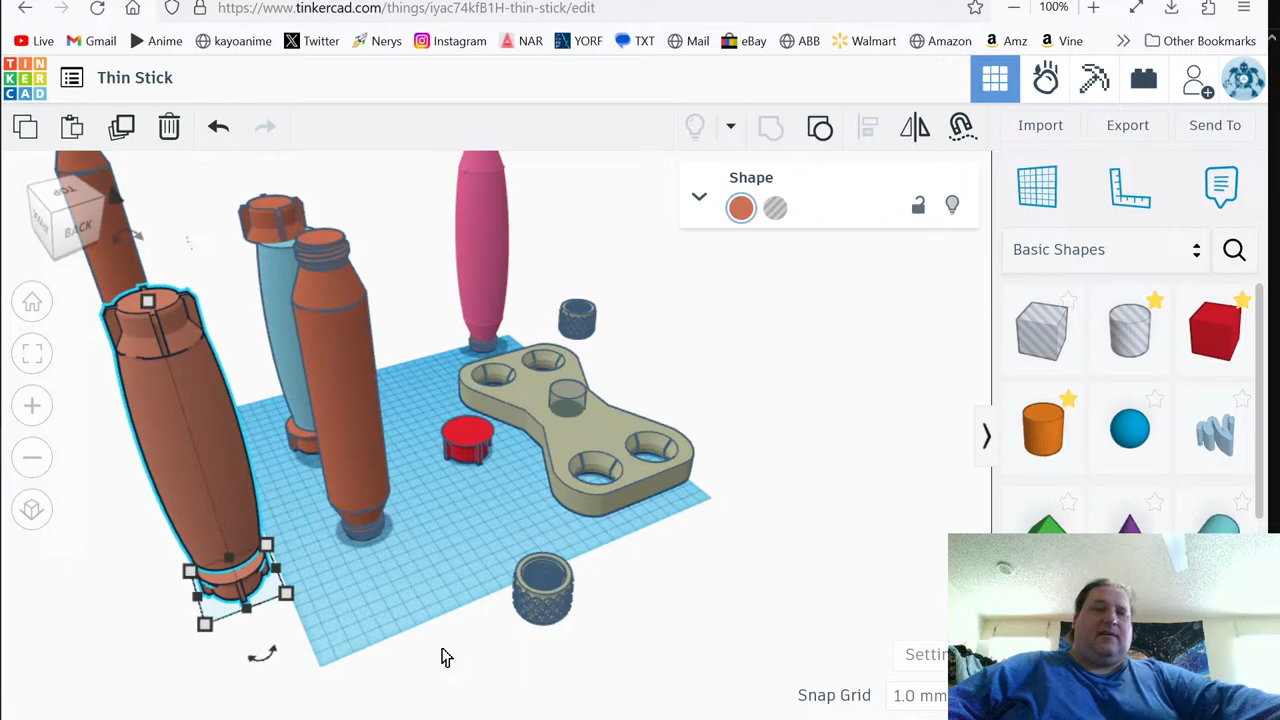 https://www.tinkercad.com/things/iyac74kfB1H-thin-stick/edit
100%
Live
Gmail
Anime
kayoanime
Twitter
Nerys
Instagram
NAR
YORF
TXT
Mail
eBay
ABB
Walmart
Amazon
Amz
Vine
Other Bookmarks
TIN
KER
CAD
Thin Stick
Import
Export
Send To
Shape
TOP
BACK
Basic Shapes
Settin
Snap Grid
1.0 mm